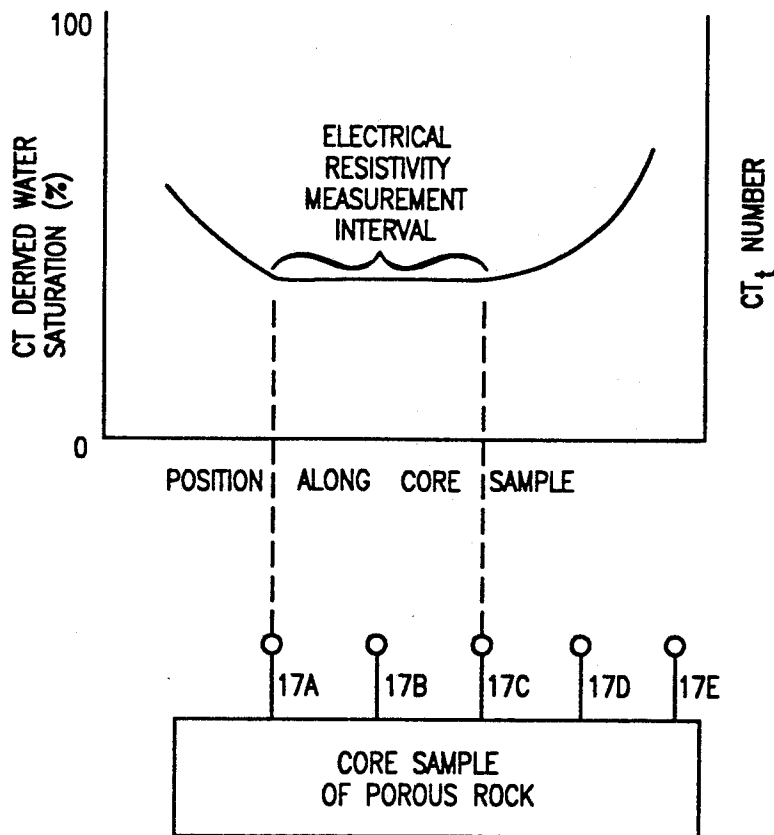 100
CT DERIVED WATER
SATURATION (%)
ELECTRICAL
RESISTIVITY
MEASUREMENT
INTERVAL
CTt NUMBER
0
POSITION ALONG CORE SAMPLE
17A 17B 17C 17D 17E
CORE SAMPLE
OF POROUS ROCK